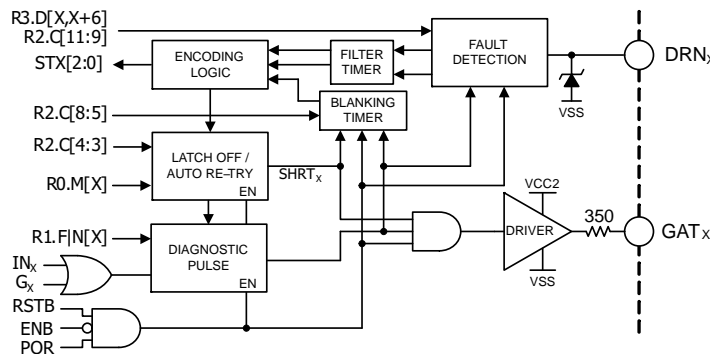 R3.D[X,X+6]
R2.C[11:9]
STX[2:0]
ENCODING
LOGIC
FILTER
TIMER
FAULT
DETECTION
DRNX
VSS
R2.C[8:5]
BLANKING
TIMER
R2.C[4:3]
LATCH OFF /
AUTO RE-TRY
EN
SHRTX
R0.M[X]
VCC2
350
R1.F|N[X]
DIAGNOSTIC
PULSE
EN
DRIVER
GATX
VSS
INX
GX
RSTB
ENB
POR